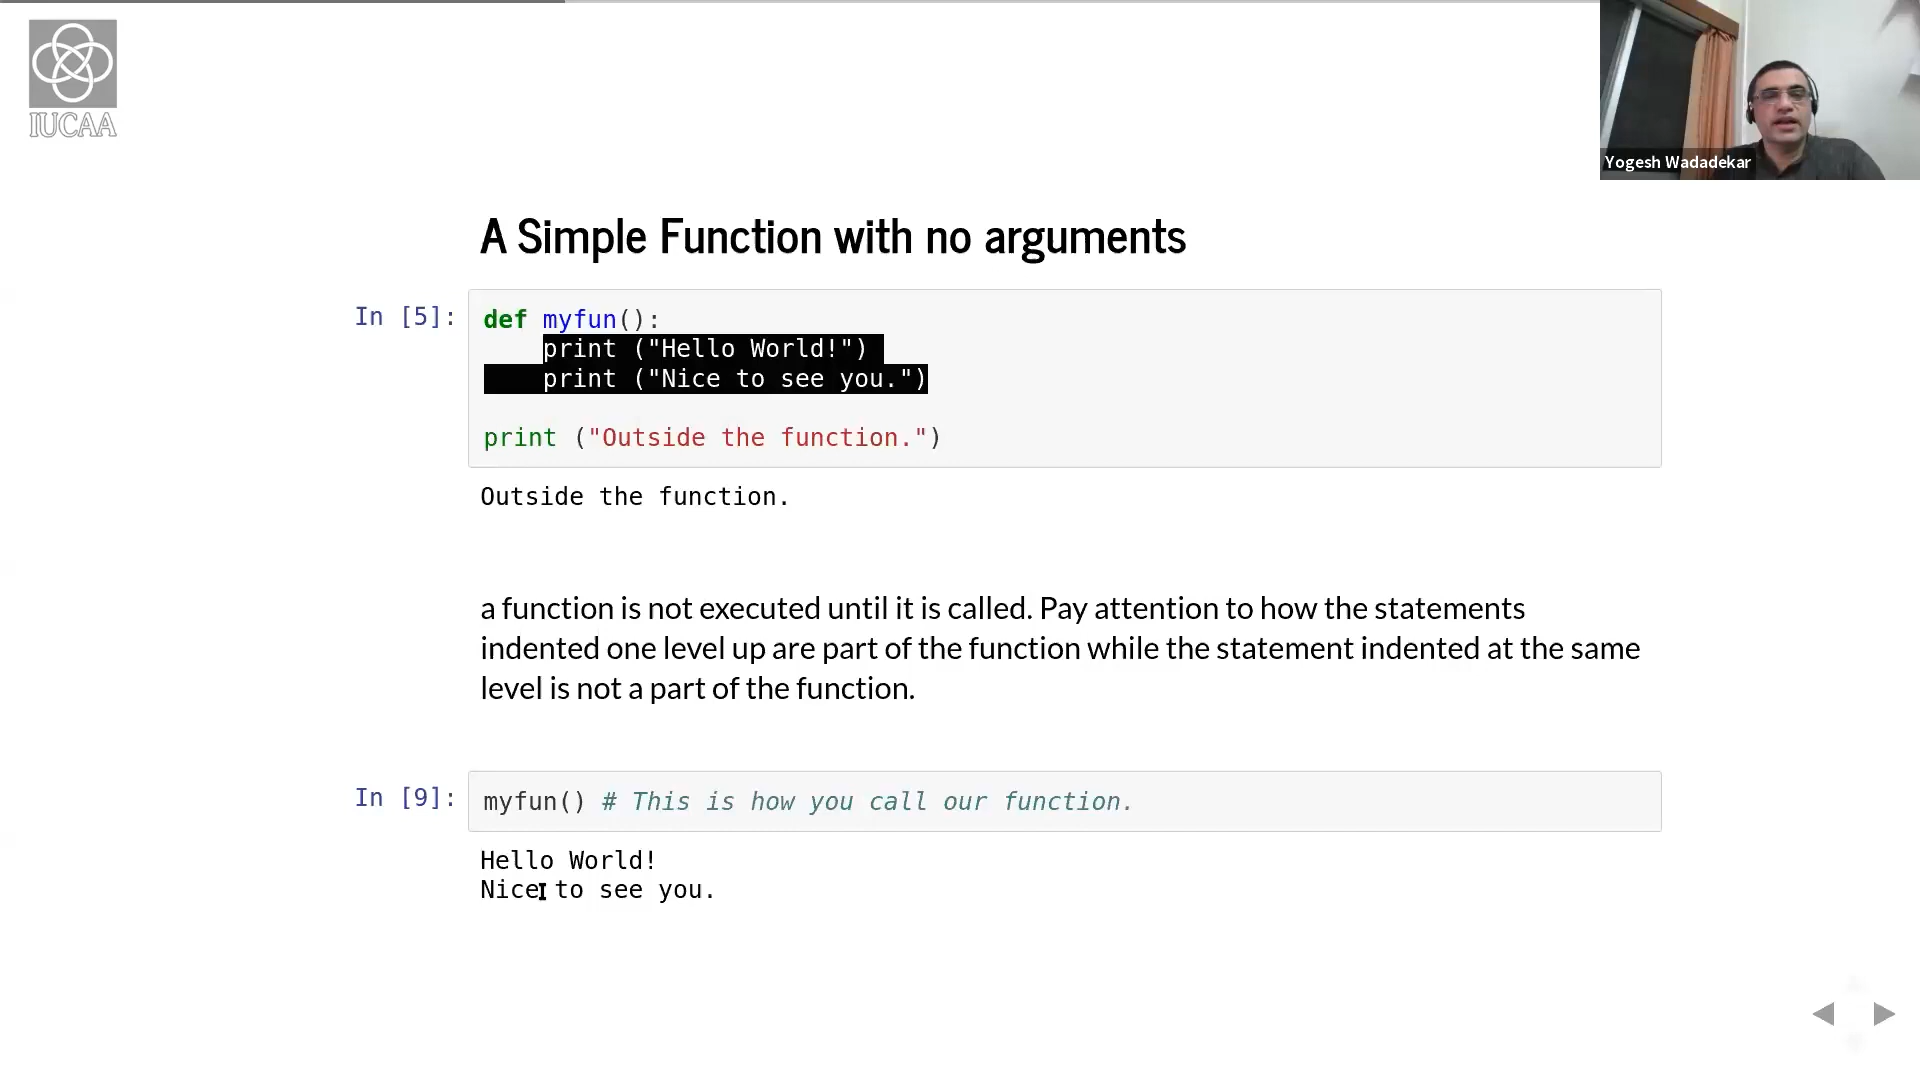 IUCAA
Yogesh Wadadekar
A Simple Function with no arguments
In [5]:
def myfun():
    print ("Hello World!")
    print ("Nice to see you.")
print ("Outside the function.")
Outside the function.
a function is not executed until it is called. Pay attention to how the statements
indented one level up are part of the function while the statement indented at the same
level is not a part of the function.
In [9]:
myfun() # This is how you call our function.
Hello World!
Nice to see you.